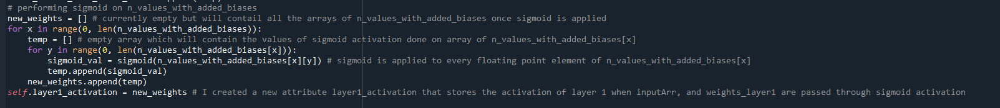 # performing sigmoid on n_values_with_added_biases
new_weights = [] # currently empty but will contail all the arrays of n_values_with_added_biases once sigmoid is applied
for x in range(0, len(n_values_with_added_biases)):
    temp = [] # empty array which will contain the values of sigmoid activation done on array of n_values_with_added_biases[x]
    for y in range(0, len(n_values_with_added_biases[x])):
        sigmoid_val = sigmoid(n_values_with_added_biases[x][y]) # sigmoid is applied to every floating point element of n_values_with_added_biases[x]
        temp.append(sigmoid_val)
    new_weights.append(temp)
self.layer1_activation = new_weights # I created a new attribute layer1_activation that stores the activation of layer 1 when inputArr, and weights_layer1 are passed through sigmoid activation